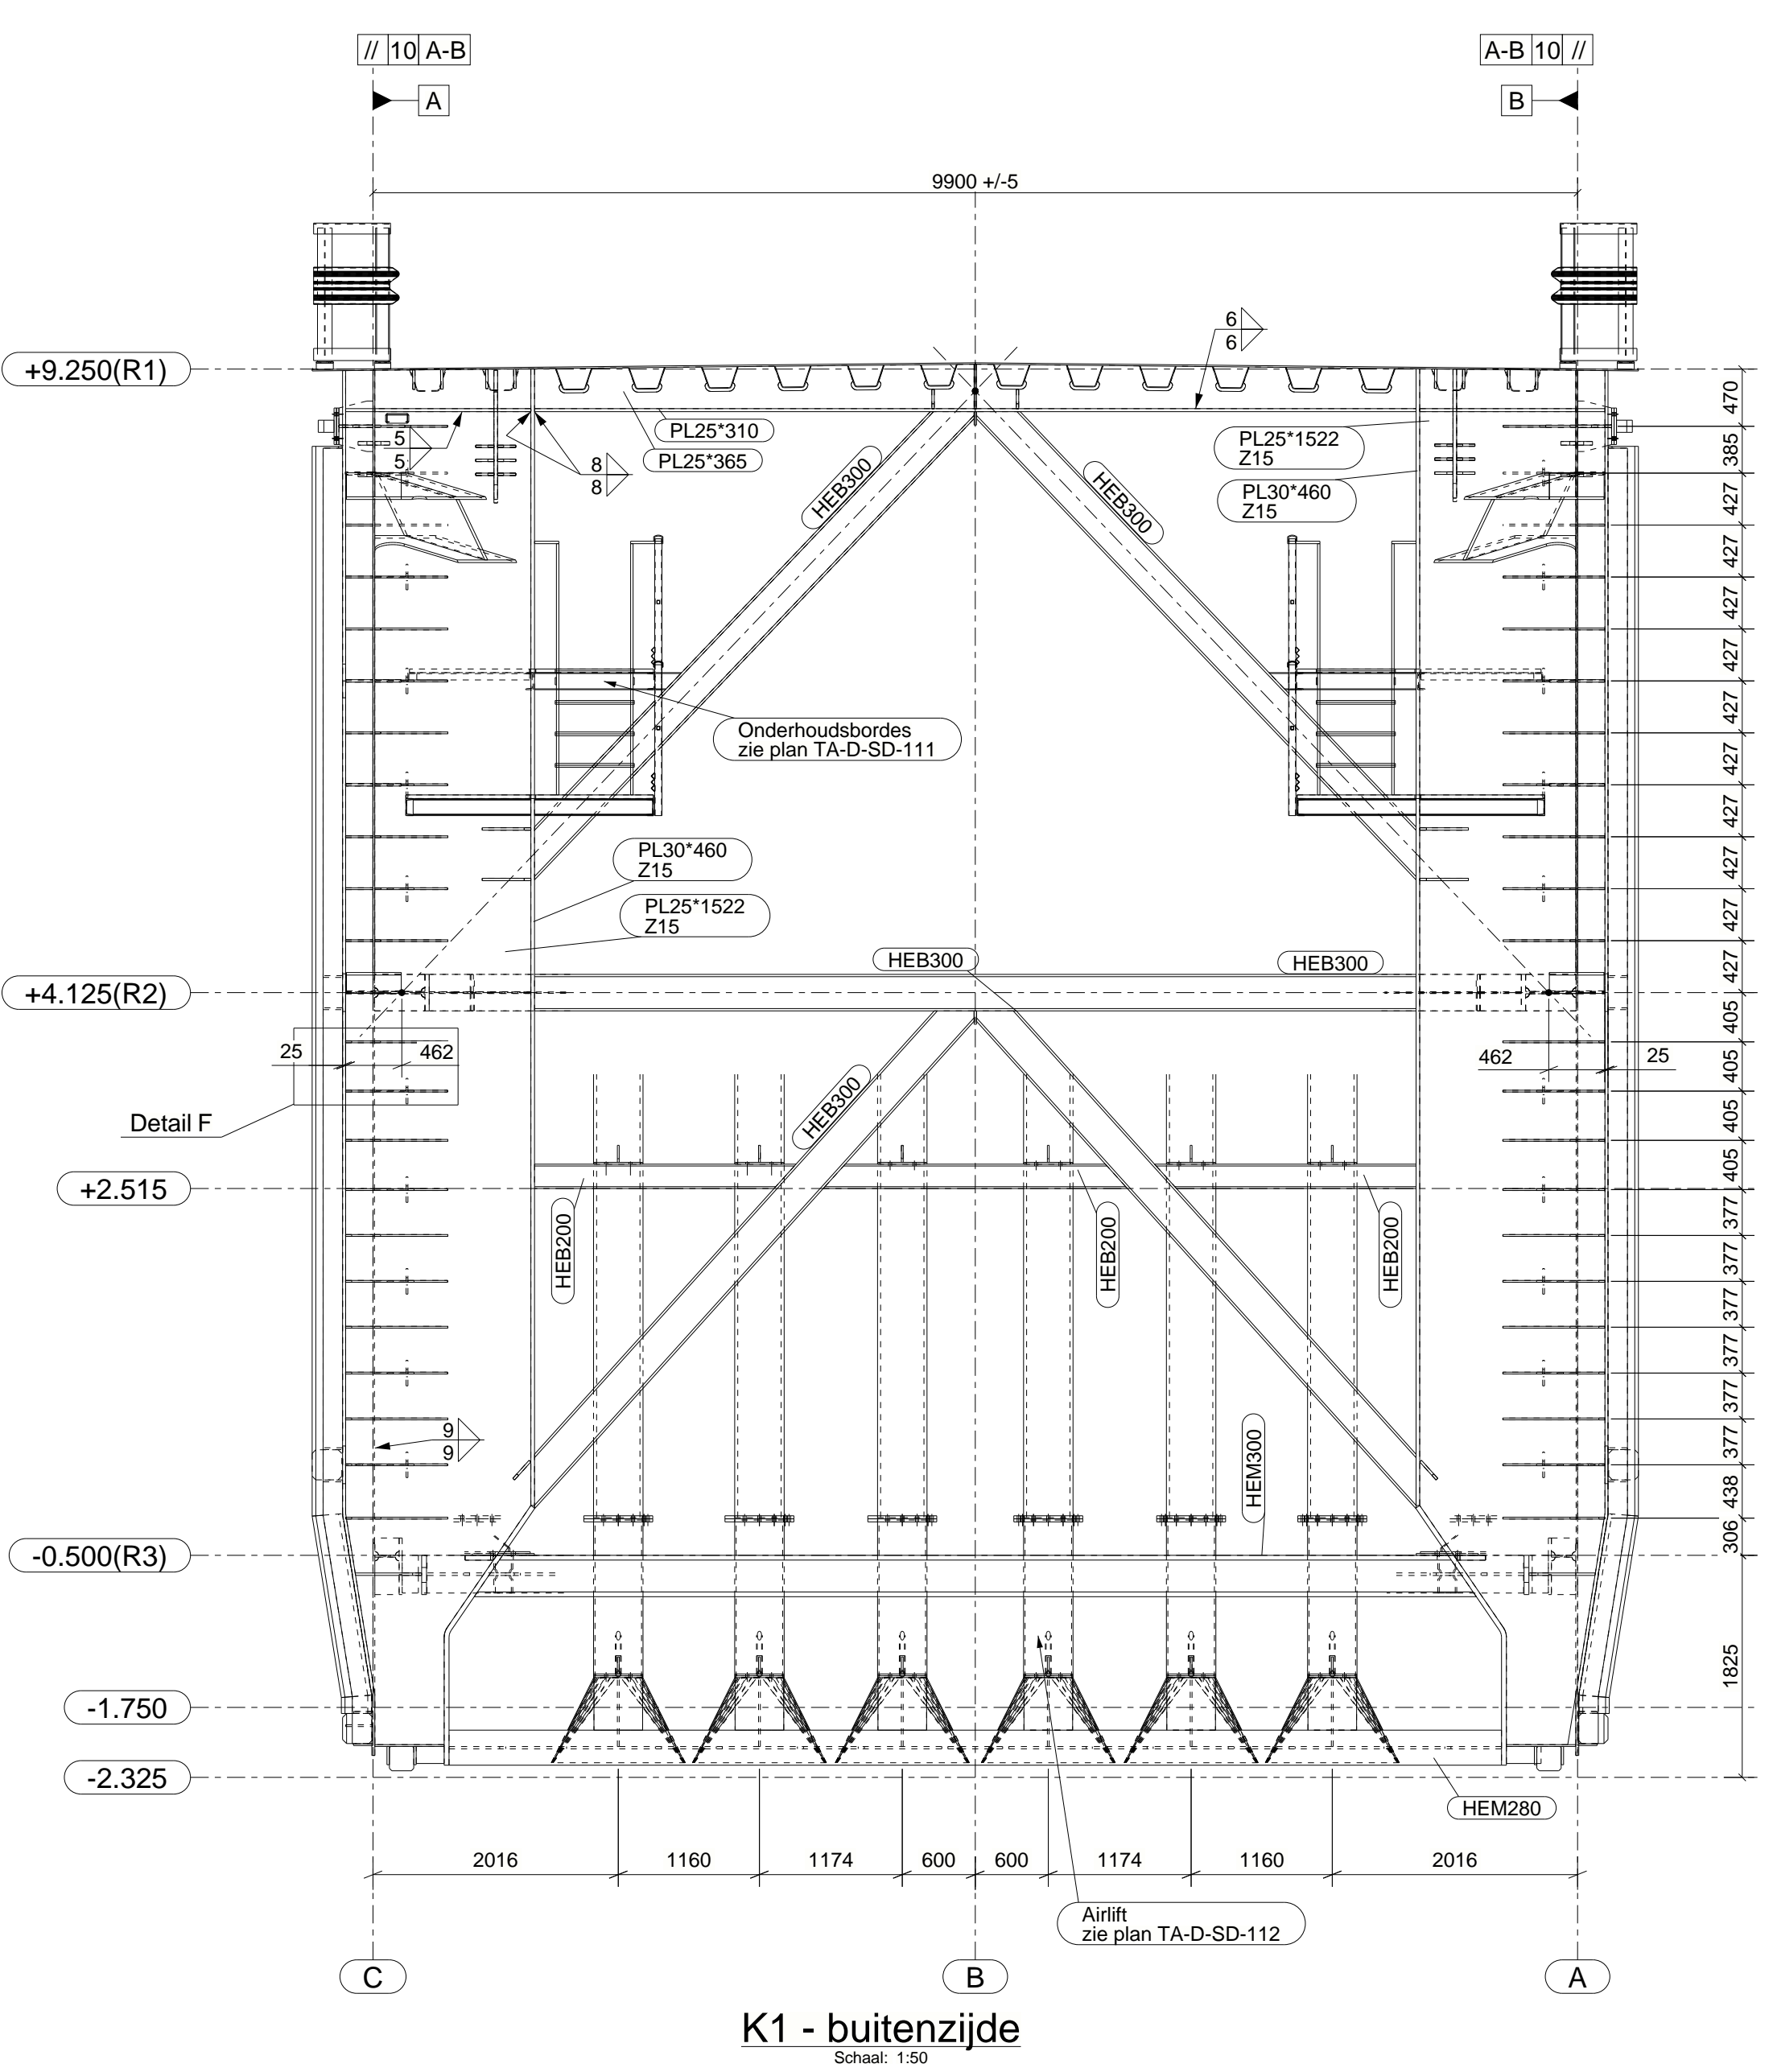 // 10 A-B
A-B 10 //
A
B
9900 +/-5
6
6
+9.250(R1)
470
PL25*310
PL25*365
5
5
8
8
HEB300
HEB300
PL25*1522
Z15
PL30*460
Z15
385
427
427
427
427
427
427
427
427
427
427
Onderhoudsbordes
zie plan TA-D-SD-111
PL30*460
Z15
PL25*1522
Z15
HEB300
HEB300
+4.125(R2)
405
405
405
405
25
462
462
25
Detail F
HEB300
+2.515
HEB200
HEB200
HEB200
377
377
377
377
377
377
9
9
HEM300
438
306
-0.500(R3)
1825
-1.750
-2.325
HEM280
2016
1160
1174
600
600
1174
1160
2016
Airlift
zie plan TA-D-SD-112
C
B
A
K1 - buitenzijde
Schaal: 1:50